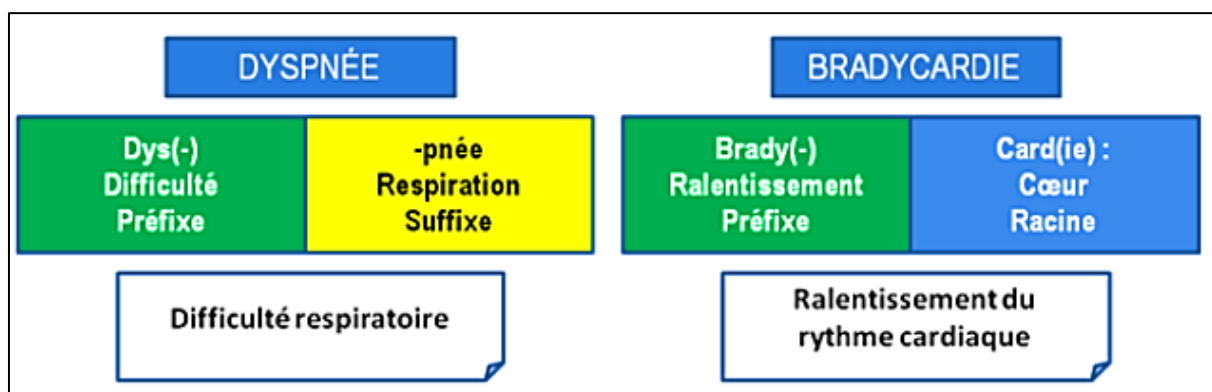 DYSPNÉE
Dys(-)
Difficulté
Préfixe
-pnée
Respiration
Suffixe
Difficulté respiratoire
BRADYCARDIE
Brady(-)
Ralentissement
Préfixe
Card(ie) :
Cœur
Racine
Ralentissement du
rythme cardiaque